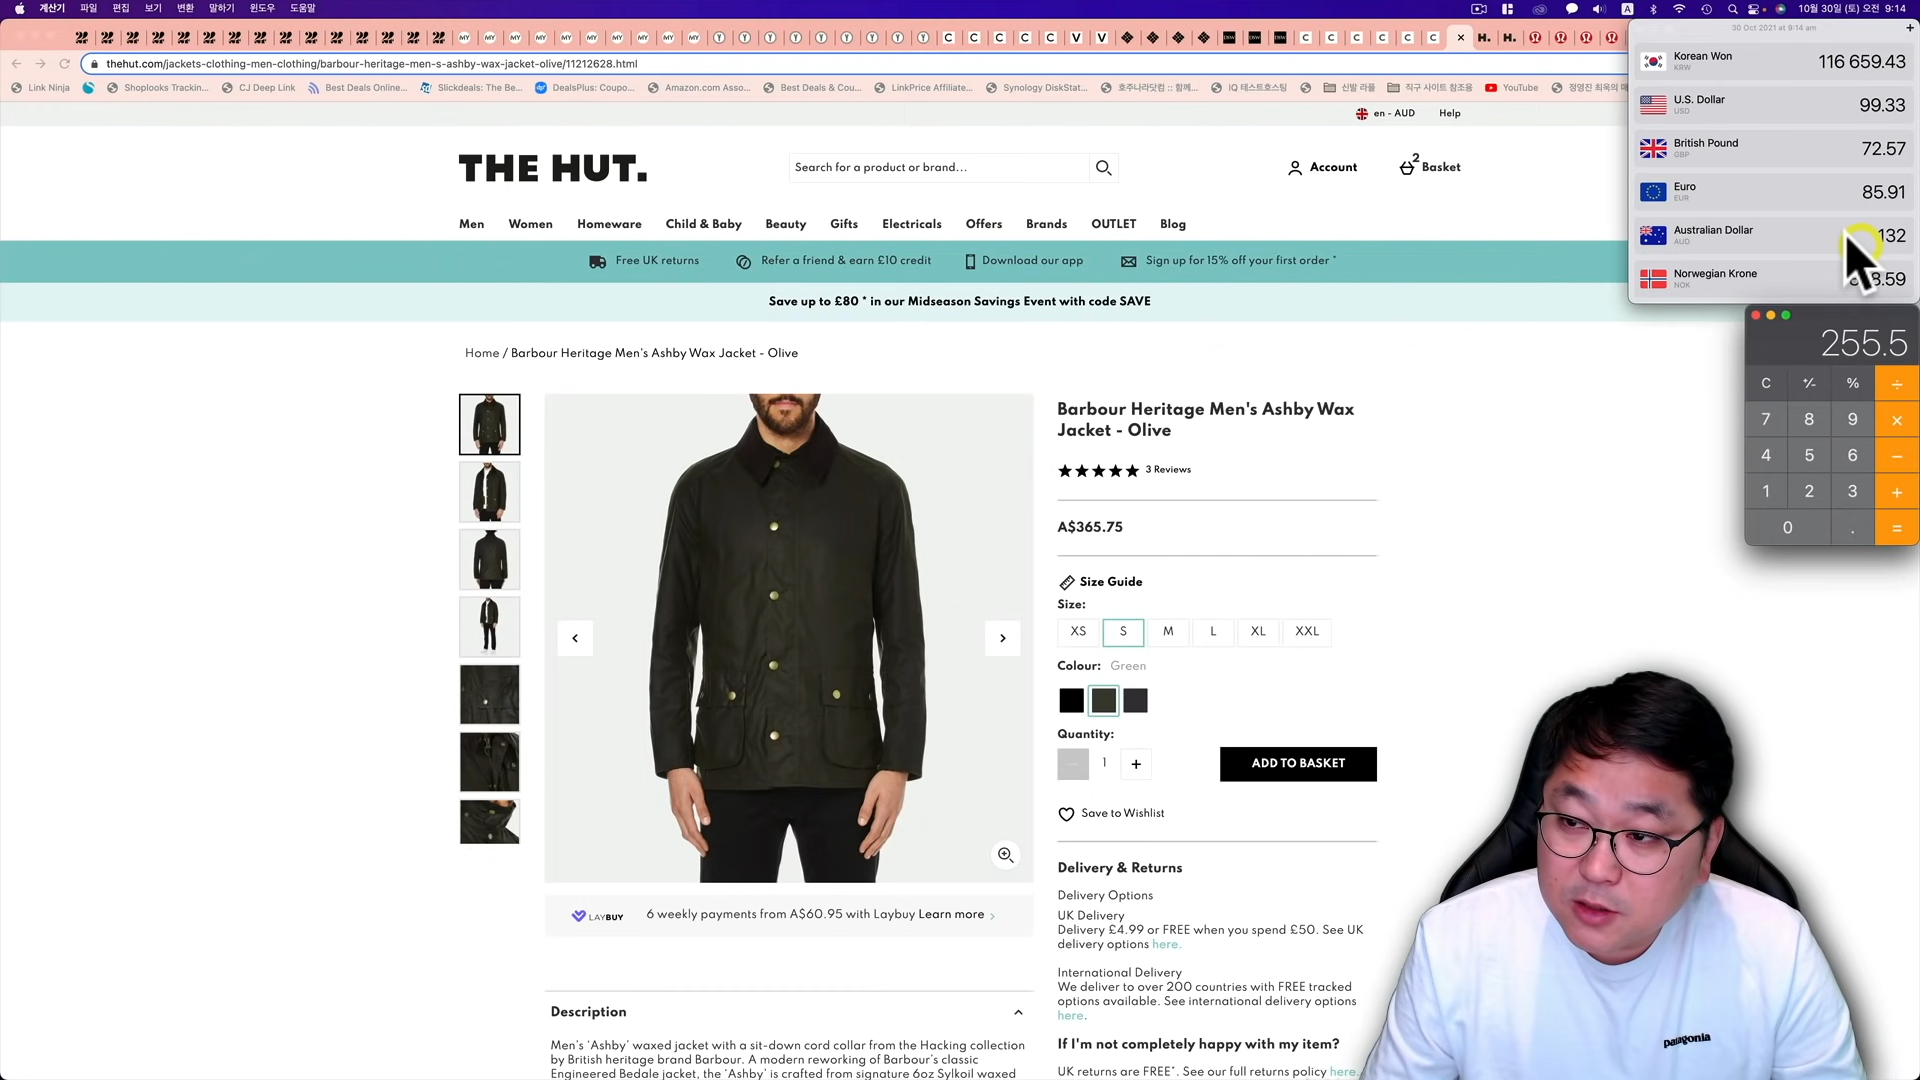 계산기 파일 편집 보기 변환 말하기 윈도우 도움말
A
10월 30일 (토) 오전 9:14
thehut.com/jackets-clothing-men-clothing/barbour-heritage-men-s-ashby-wax-jacket-olive/11212628.html
Link Ninja
Shoplooks Trackin...
CJ Deep Link
Best Deals Online...
Slickdeals: The Be...
DealsPlus: Coupo...
Amazon.com Asso...
Best Deals & Cou...
LinkPrice Affiliate...
Synology DiskStat...
호주나라닷컴 :: 함께...
IQ 테스트호스팅
신발 라플
직구 사이트 참조용
YouTube
30 Oct 2021 at 9:14 am
Korean Won 116 659.43
KRW
U.S. Dollar 99.33
USD
British Pound 72.57
GBP
Euro 85.91
EUR
Australian Dollar 132
AUD
Norwegian Krone
NOK
255.5
C +/- % ÷
7 8 9 ×
4 5 6 −
1 2 3 +
0 . =
en - AUD Help
THE HUT.
Search for a product or brand...
Account
2
Basket
Men Women Homeware Child & Baby Beauty Gifts Electricals Offers Brands OUTLET Blog
Free UK returns Refer a friend & earn £10 credit Download our app Sign up for 15% off your first order *
Save up to £80 * in our Midseason Savings Event with code SAVE
Home / Barbour Heritage Men's Ashby Wax Jacket - Olive
Barbour Heritage Men's Ashby Wax
Jacket - Olive
3 Reviews
A$365.75
Size Guide
Size:
XS S M L XL XXL
Colour: Green
Quantity:
1 +
ADD TO BASKET
Save to Wishlist
LAYBUY 6 weekly payments from A$60.95 with Laybuy Learn more
Delivery & Returns
Delivery Options
UK Delivery
Delivery £4.99 or FREE when you spend £50. See UK
delivery options here.
International Delivery
We deliver to over 200 countries with FREE tracked
options available. See international delivery options
here.
If I'm not completely happy with my item?
UK returns are FREE*. See our full returns policy here.
Description
Men's 'Ashby' waxed jacket with a sit-down cord collar from the Hacking collection
by British heritage brand Barbour. A modern reworking of Barbour's classic
Engineered Bedale jacket, the 'Ashby' is crafted from signature 6oz Sylkoil waxed
patagonia